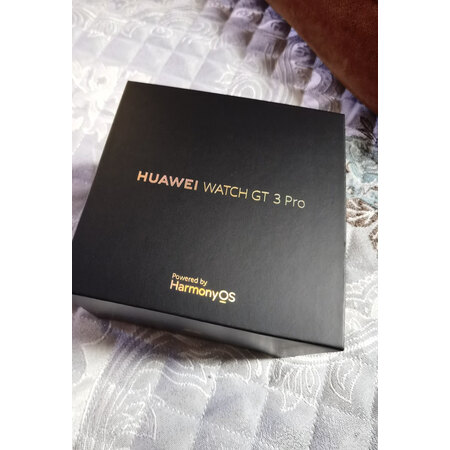 HUAWEI WATCH GT 3 Pro
Powered by
HarmonyOS